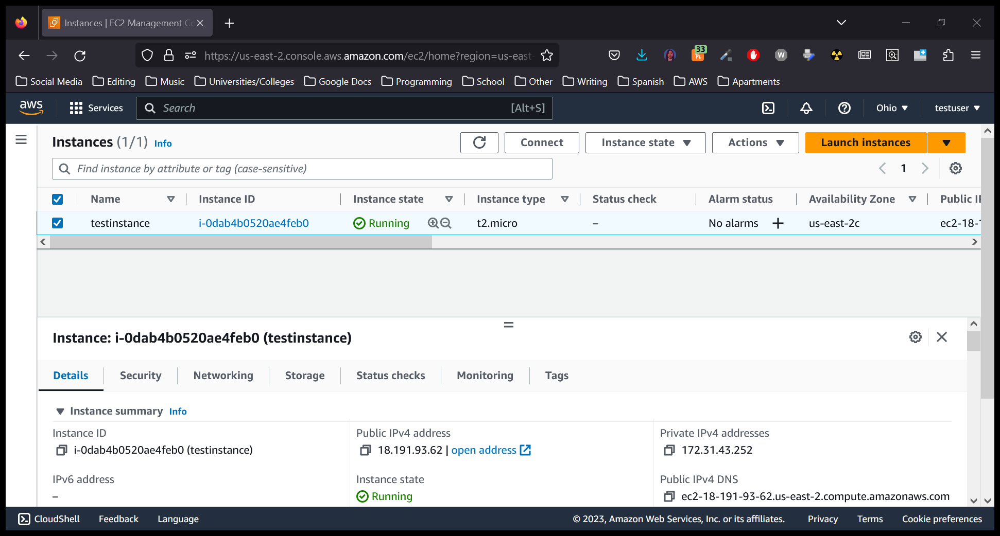 Instances | EC2 Management Co
33
https://us-east-2.console.aws.amazon.com/ec2/home?region=us-east-
Social Media Editing Music Universities/Colleges Google Docs Programming School Other Writing Spanish AWS Apartments
aws Services Search [Alt+S] Ohio testuser
Instances (1/1) Info Connect Instance state Actions Launch instances
Find instance by attribute or tag (case-sensitive) 1
Name Instance ID Instance state Instance type Status check Alarm status Availability Zone Public IP
testinstance i-0dab4b0520ae4feb0 Running t2.micro – No alarms us-east-2c ec2-18-1
Instance: i-0dab4b0520ae4feb0 (testinstance)
Details Security Networking Storage Status checks Monitoring Tags
Instance summary Info
Instance ID Public IPv4 address Private IPv4 addresses
i-0dab4b0520ae4feb0 (testinstance) 18.191.93.62 | open address 172.31.43.252
IPv6 address Instance state Public IPv4 DNS
– Running ec2-18-191-93-62.us-east-2.compute.amazonaws.com
CloudShell Feedback Language © 2023, Amazon Web Services, Inc. or its affiliates. Privacy Terms Cookie preferences